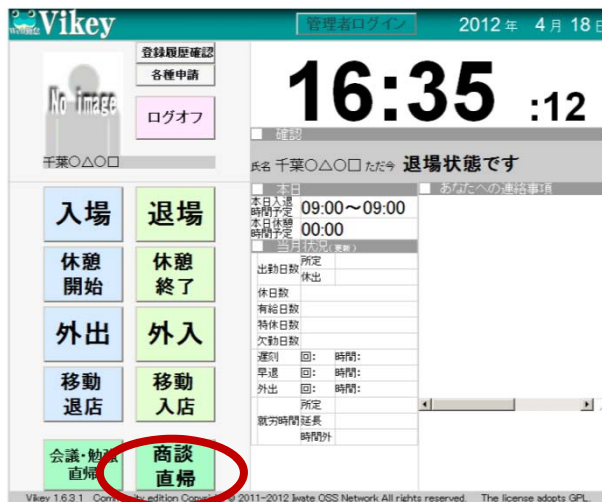 Vikey
管理者ログイン
2012 年 4 月 18 日
No image
登録履歴確認
各種申請
ログオフ
千葉○△○□
16:35 :12
■ 確認
氏名 千葉○△○□ ただ今 退場状態です
入場
退場
休憩
開始
休憩
終了
外出
外入
移動
退店
移動
入店
会議・勉強
直帰
商談
直帰
■ 本日
本日入退
時間予定 09:00～09:00
本日休憩
時間予定 00:00
■ 当月状況(更新)
出勤日数 所定
休出
休日数
有給日数
特休日数
欠勤日数
遅刻 回: 時間:
早退 回: 時間:
外出 回: 時間:
就労時間 所定
延長
時間外
■ あなたへの連絡事項
Vikey 1.6.3.1 Community edition Copyright © 2011-2012 Iwate OSS Network All rights reserved. The license adopts GPL.